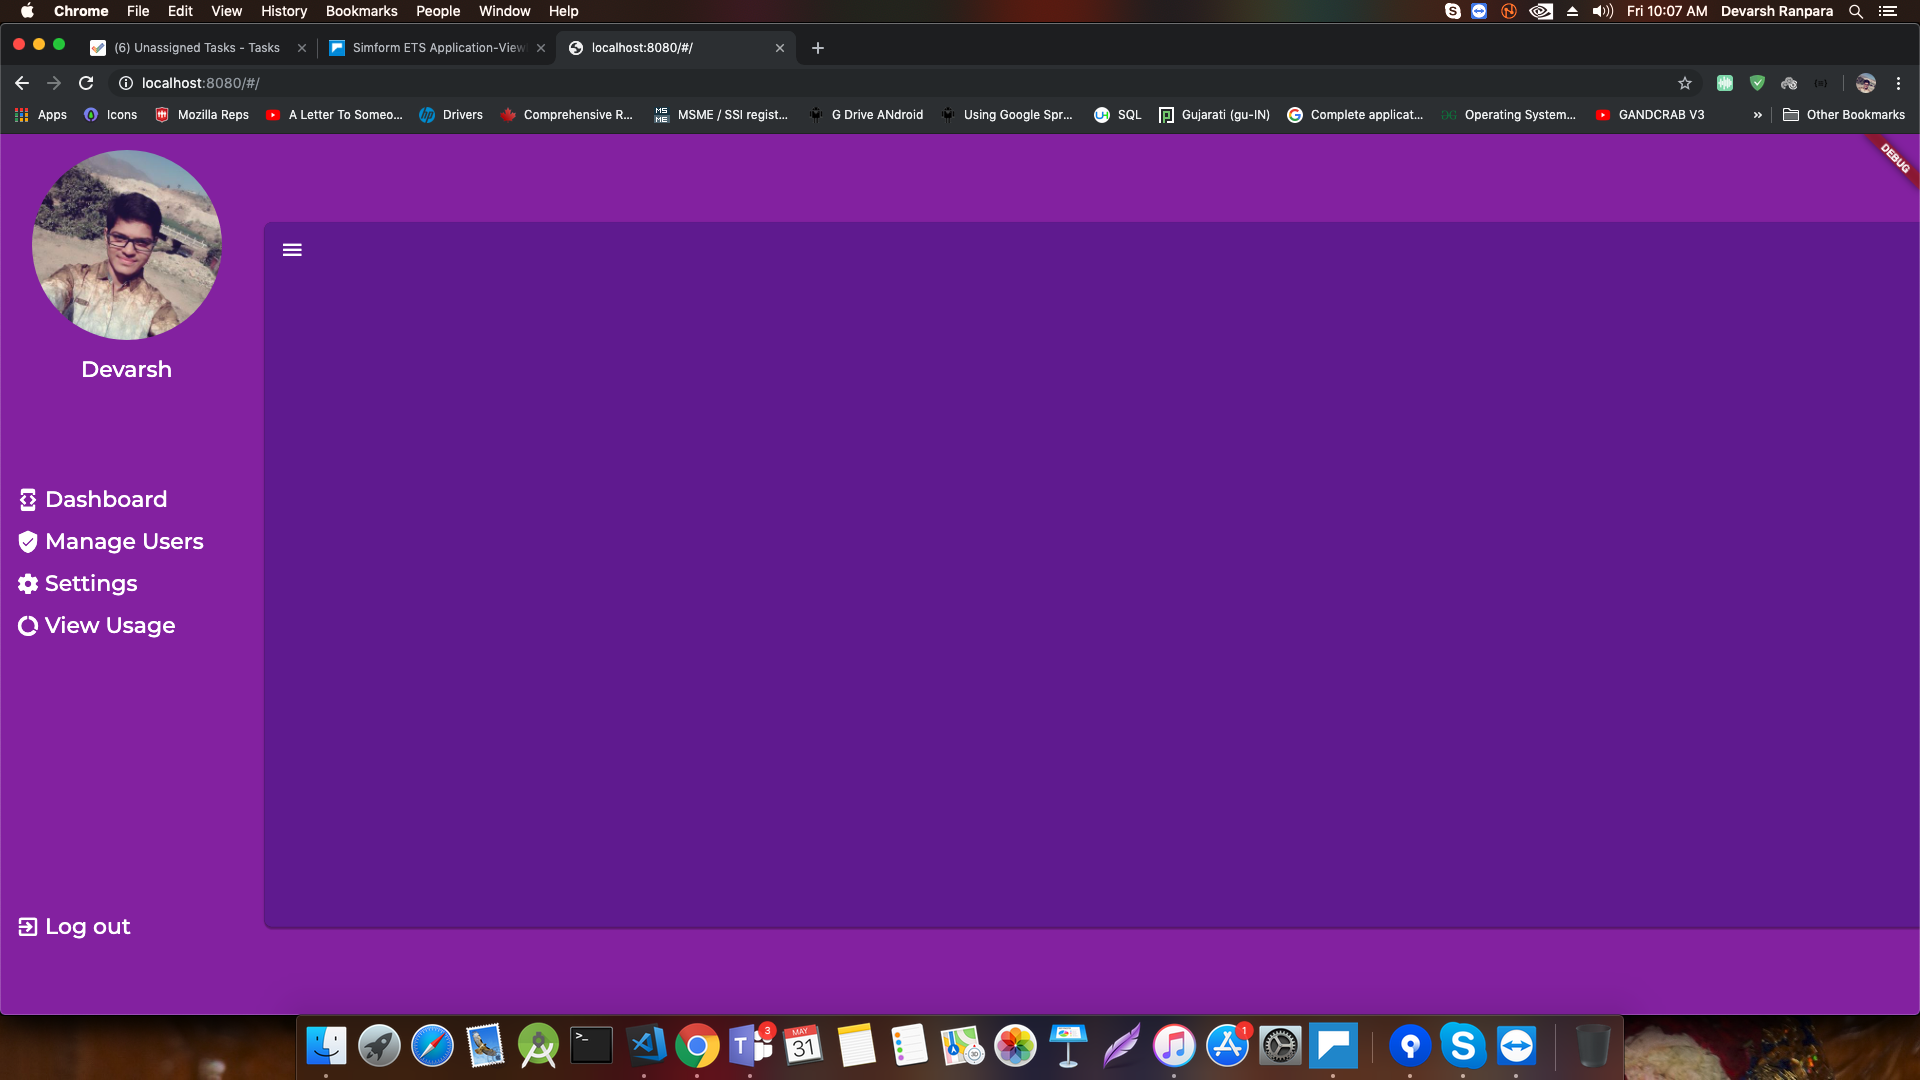 Chrome File Edit View History Bookmarks People Window Help Fri 10:07 AM Devarsh Ranpara
(6) Unassigned Tasks - Tasks Simform ETS Application-View localhost:8080/#/
localhost:8080/#/
Apps Icons Mozilla Reps A Letter To Someo... Drivers Comprehensive R... MSME / SSI regist... G Drive ANdroid Using Google Spr... SQL Gujarati (gu-IN) Complete applicat... Operating System... GANDCRAB V3 » Other Bookmarks
DEBUG
Devarsh
Dashboard
Manage Users
Settings
View Usage
Log out
3
MAY
31
1